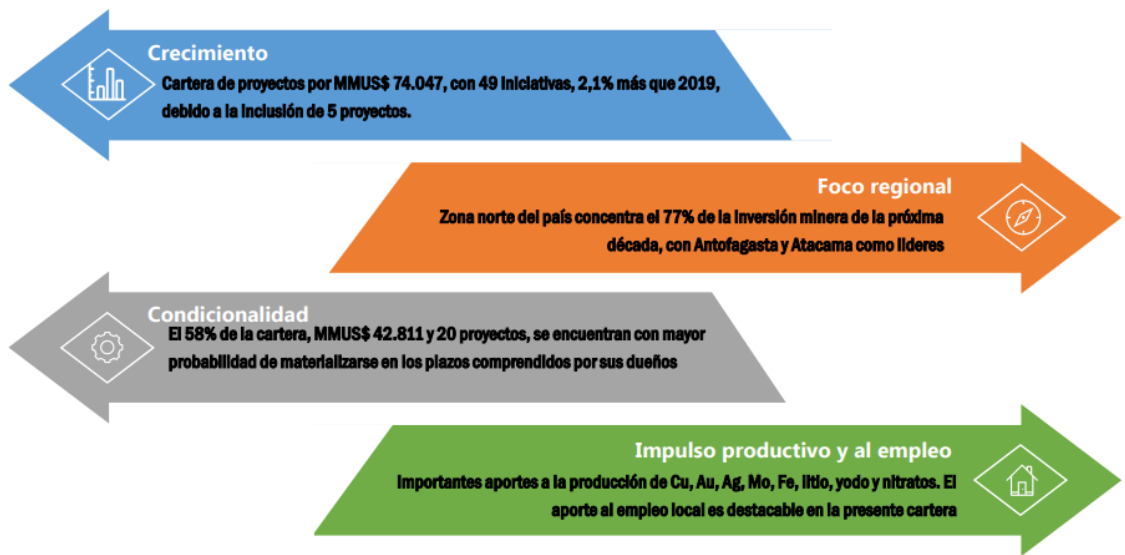 Crecimiento
Cartera de proyectos por MMUS$ 74.047, con 49 iniciativas, 2,1% más que 2019,
debido a la inclusión de 5 proyectos.
Foco regional
Zona norte del país concentra el 77% de la inversión minera de la próxima
década, con Antofagasta y Atacama como líderes
Condicionalidad
El 58% de la cartera, MMUS$ 42.811 y 20 proyectos, se encuentran con mayor
probabilidad de materializarse en los plazos comprendidos por sus dueños
Impulso productivo y al empleo
Importantes aportes a la producción de Cu, Au, Ag, Mo, Fe, litio, yodo y nitratos. El
aporte al empleo local es destacable en la presente cartera